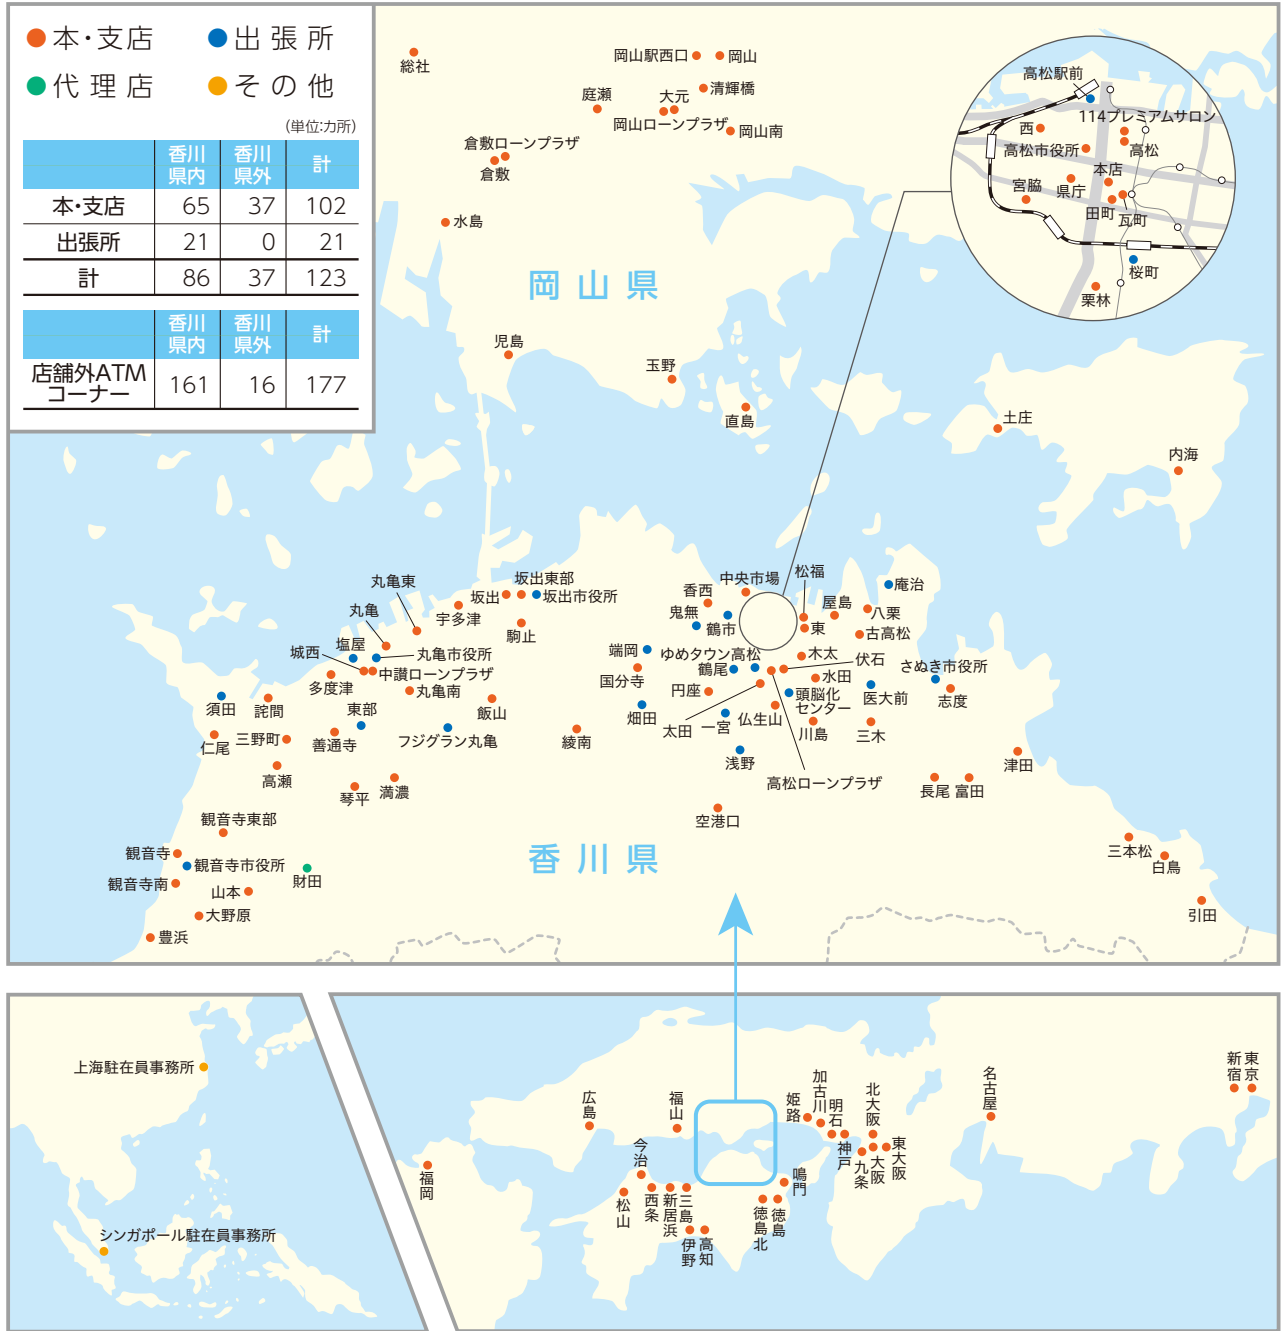 本・支店
出張所
代理店
その他
(単位:カ所)
香川県内
香川県外
計
本・支店 65 37 102
出張所 21 0 21
計 86 37 123
香川県内
香川県外
計
店舗外ATM
コーナー
161 16 177
総社
岡山駅西口
岡山
庭瀬
大元
清輝橋
岡山ローンプラザ
岡山南
倉敷ローンプラザ
倉敷
水島
岡山県
児島
玉野
直島
土庄
内海
高松駅前
114プレミアムサロン
西
高松市役所
高松
本店
宮脇
県庁
田町
瓦町
桜町
栗林
丸亀東
丸亀
坂出東部
坂出
坂出市役所
宇多津
駒止
城西
塩屋
丸亀市役所
中讃ローンプラザ
多度津
丸亀南
飯山
須田
詫間
東部
仁尾
三野町
善通寺
フジグラン丸亀
高瀬
琴平
満濃
綾南
中央市場
松福
香西
鬼無
鶴市
屋島
東
庵治
八栗
古高松
端岡
ゆめタウン高松
鶴尾
木太
伏石
さぬき市役所
国分寺
円座
水田
頭脳化
センター
医大前
志度
畑田
太田
一宮
仏生山
川島
三木
浅野
高松ローンプラザ
空港口
津田
長尾
富田
三本松
白鳥
引田
観音寺東部
観音寺
観音寺市役所
観音寺南
山本
財田
大野原
豊浜
香川県
上海駐在員事務所
シンガポール駐在員事務所
広島
福山
福岡
今治
松山
西条
新居浜
三島
伊野
高知
姫路
加古川
明石
神戸
北大阪
九条
大阪
東大阪
鳴門
徳島北
徳島
名古屋
新宿
東京